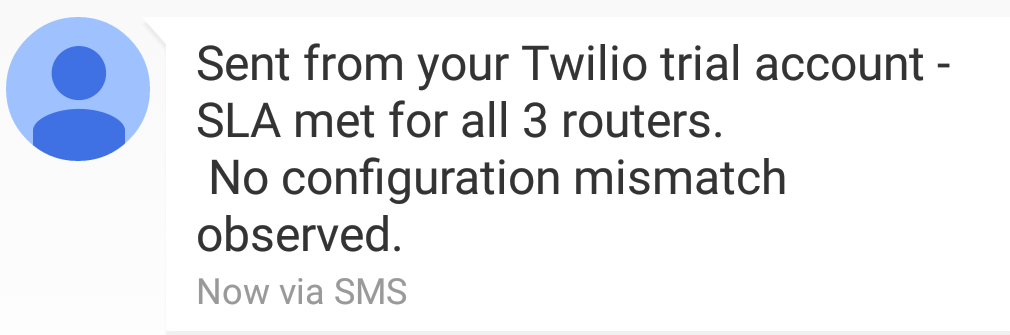 Sent from your Twilio trial account -
SLA met for all 3 routers.
No configuration mismatch
observed.
Now via SMS